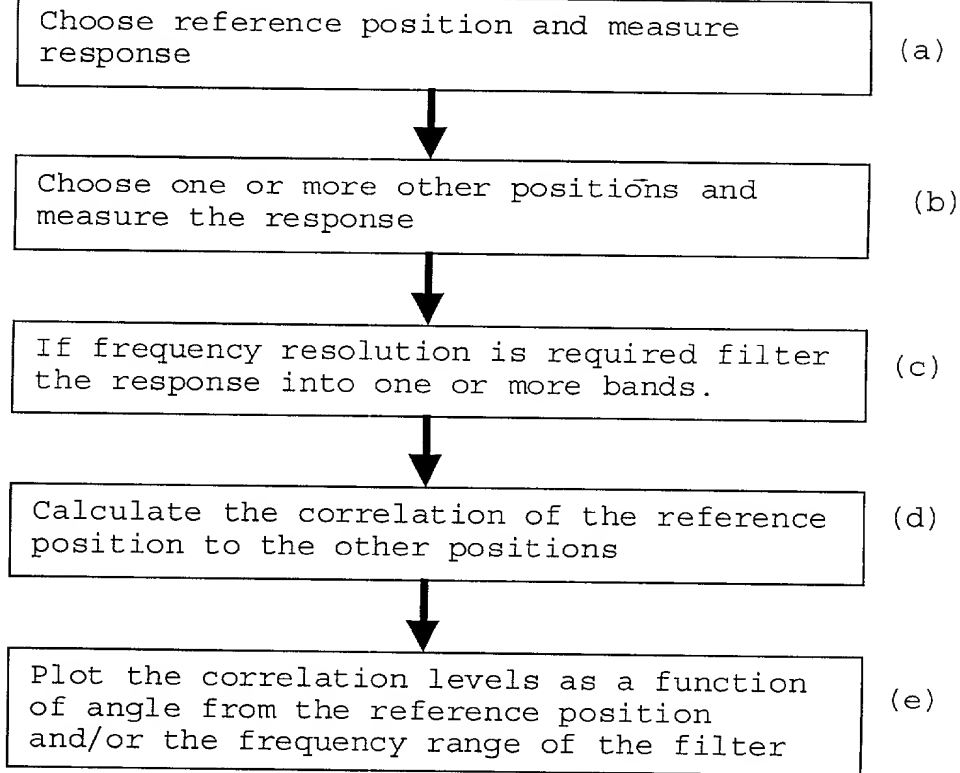 Choose reference position and measure
response
(a)
Choose one or more other positions and
measure the response
(b)
If frequency resolution is required filter
the response into one or more bands.
(c)
Calculate the correlation of the reference
position to the other positions
(d)
Plot the correlation levels as a function
of angle from the reference position
and/or the frequency range of the filter
(e)